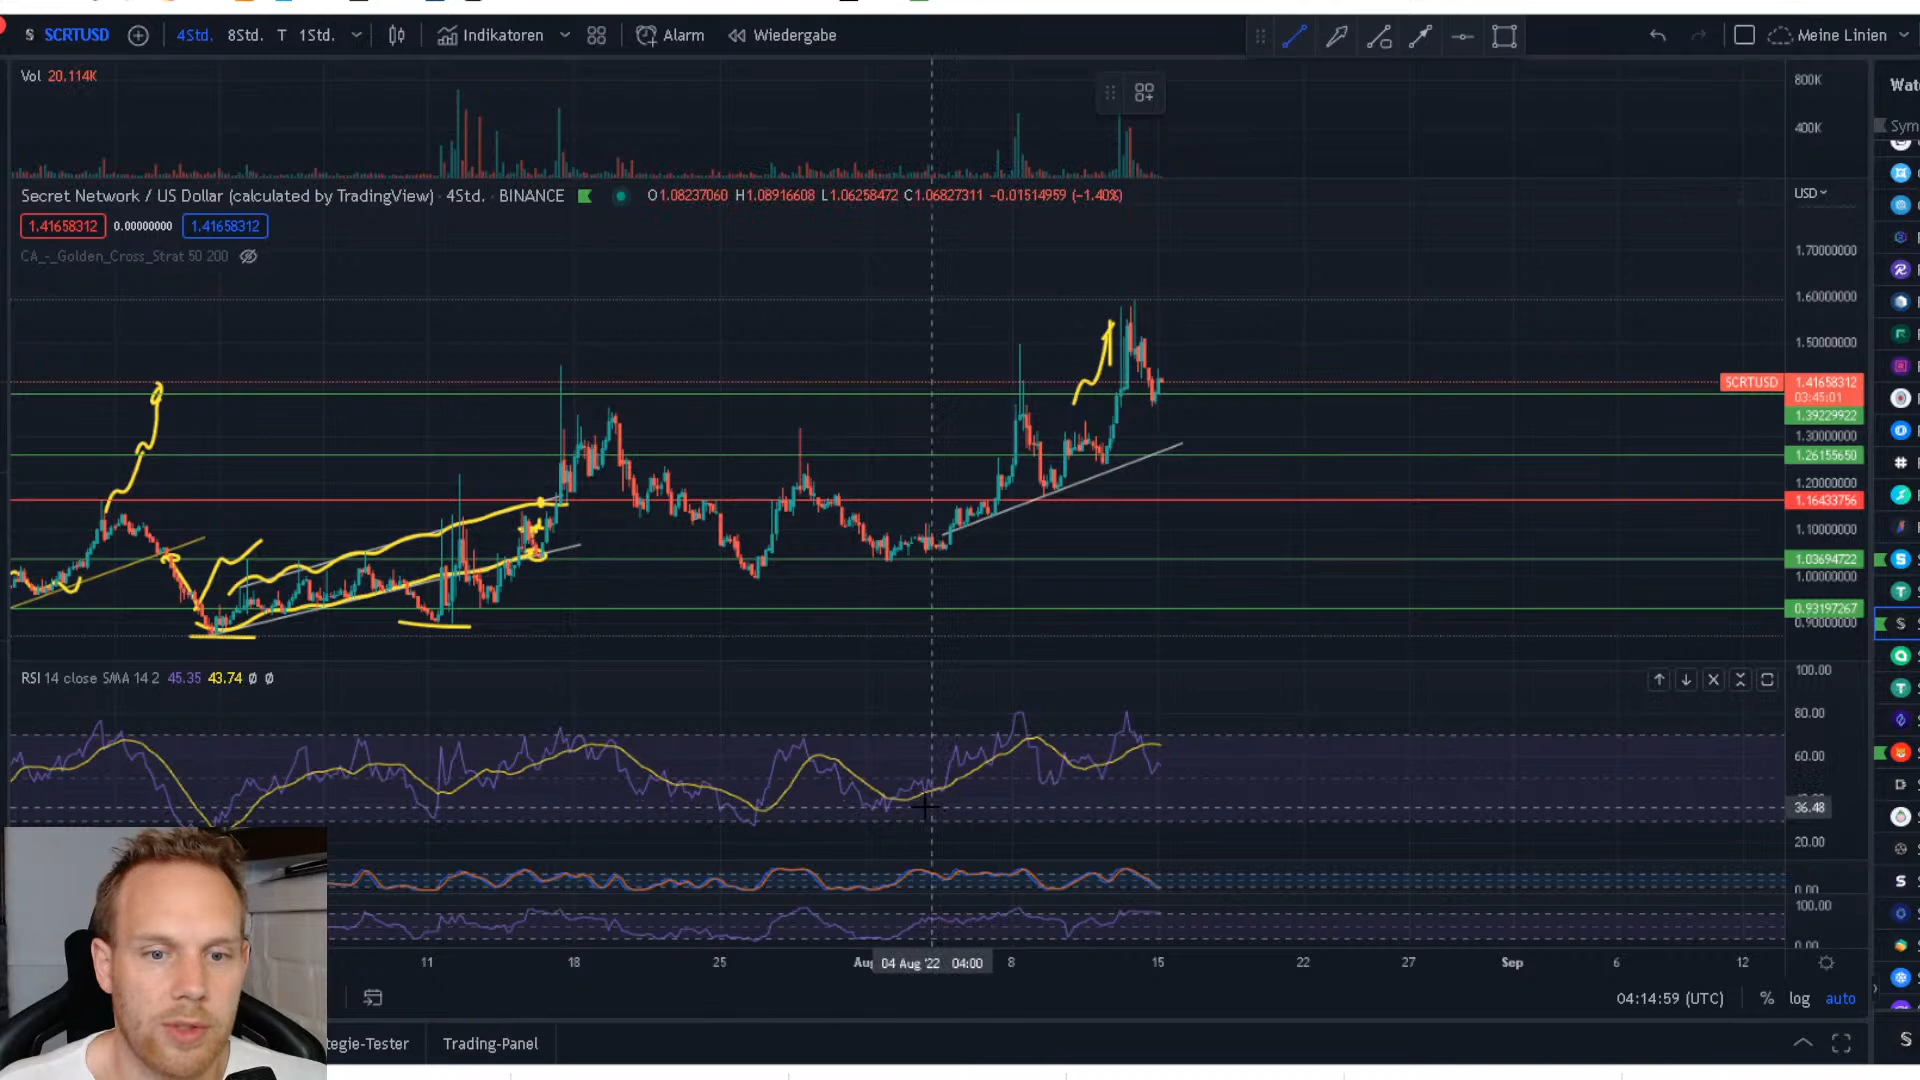 S SCRTUSD 4Std. 8Std. T 1Std. Indikatoren Alarm Wiedergabe Meine Linien
Vol 20.114K
800K
400K
Wat
Sym
Secret Network / US Dollar (calculated by TradingView) · 4Std. · BINANCE O1.08237060 H1.08916608 L1.06258472 C1.06827311 −0.01514959 (−1.40%)
USD
1.41658312 0.00000000 1.41658312
CA_-_Golden_Cross_Strat 50 200
1.70000000
1.60000000
1.50000000
SCRTUSD 1.41658312
03:45:01
1.39229922
1.30000000
1.26155650
1.20000000
1.16433756
1.10000000
1.03694722
1.00000000
0.93197267
0.90000000
RSI 14 close SMA 14 2 45.35 43.74 Ø Ø
100.00
80.00
60.00
36.48
20.00
0.00
100.00
0.00
11 18 25 Aug 04 Aug '22 04:00 8 15 22 27 Sep 6 12
04:14:59 (UTC) % log auto
tegie-Tester Trading-Panel